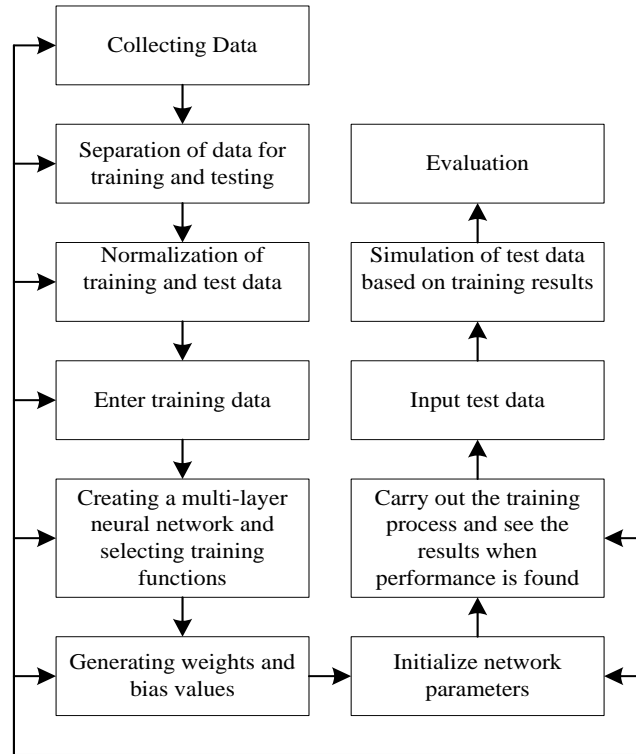 Collecting Data
Separation of data for
training and testing
Normalization of
training and test data
Enter training data
Creating a multi-layer
neural network and
selecting training
functions
Generating weights and
bias values
Initialize network
parameters
Carry out the training
process and see the
results when
performance is found
Input test data
Simulation of test data
based on training results
Evaluation